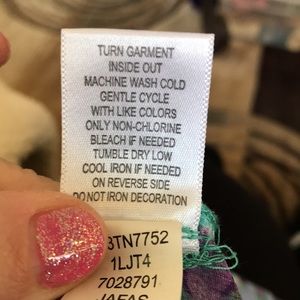 TURN GARMENT
INSIDE OUT
MACHINE WASH COLD
GENTLE CYCLE
WITH LIKE COLORS
ONLY NON-CHLORINE
BLEACH IF NEEDED
TUMBLE DRY LOW
COOL IRON IF NEEDED
ON REVERSE SIDE
DO NOT IRON DECORATION
3TN7752
1LJT4
7028791